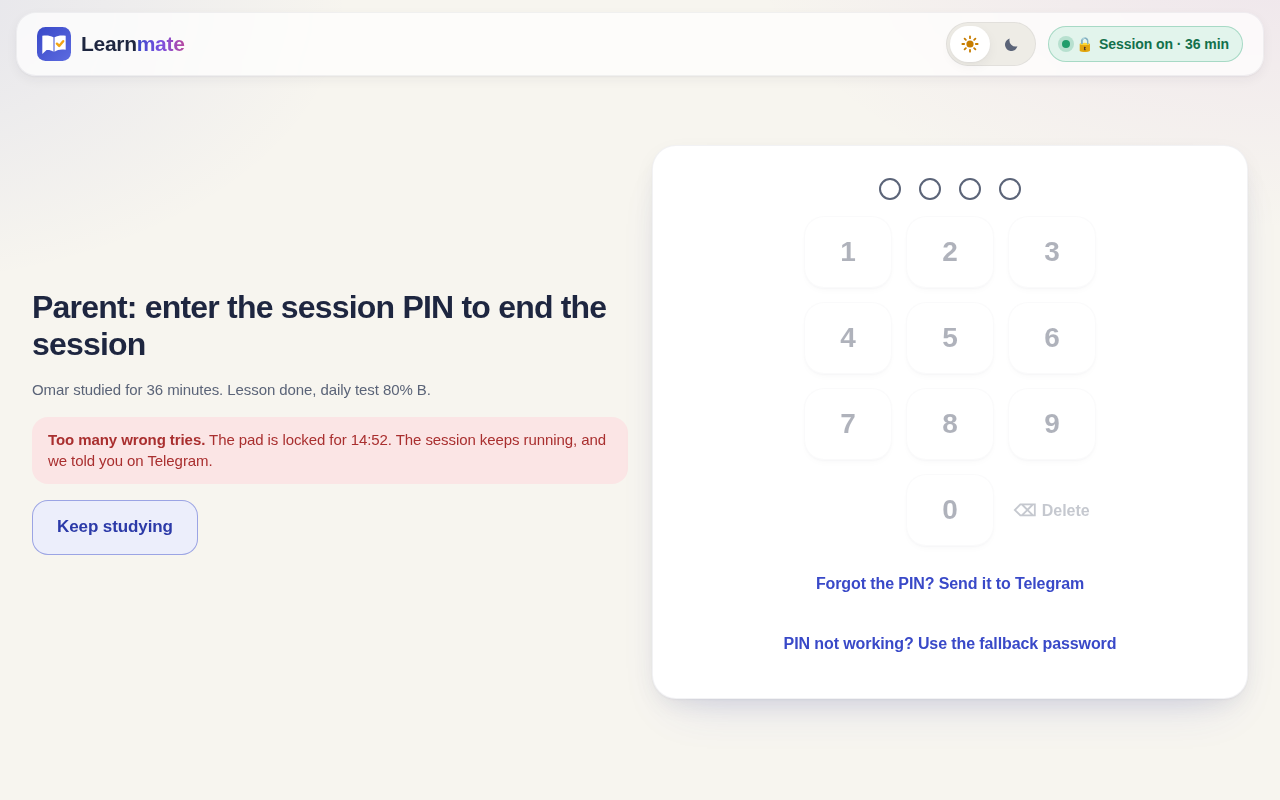 Learnmate
🔒 Session on · 36 min
Parent: enter the session PIN to end the
session
Omar studied for 36 minutes. Lesson done, daily test 80% B.
Too many wrong tries. The pad is locked for 14:52. The session keeps running, and
we told you on Telegram.
Keep studying
1 2 3
4 5 6
7 8 9
0 ⌫ Delete
Forgot the PIN? Send it to Telegram
PIN not working? Use the fallback password